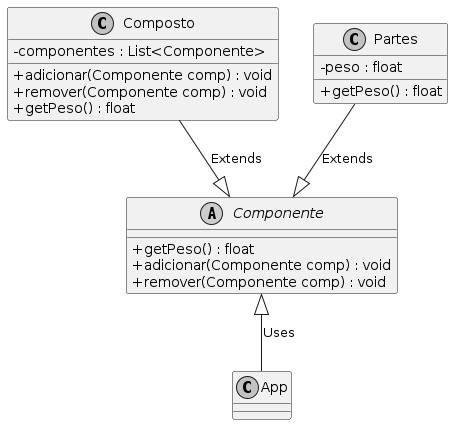 C Composto
-componentes : List<Componente>
+adicionar(Componente comp) : void
+remover(Componente comp) : void
+getPeso() : float
C Partes
-peso : float
+getPeso() : float
Extends
Extends
A Componente
+getPeso() : float
+adicionar(Componente comp) : void
+remover(Componente comp) : void
Uses
C App